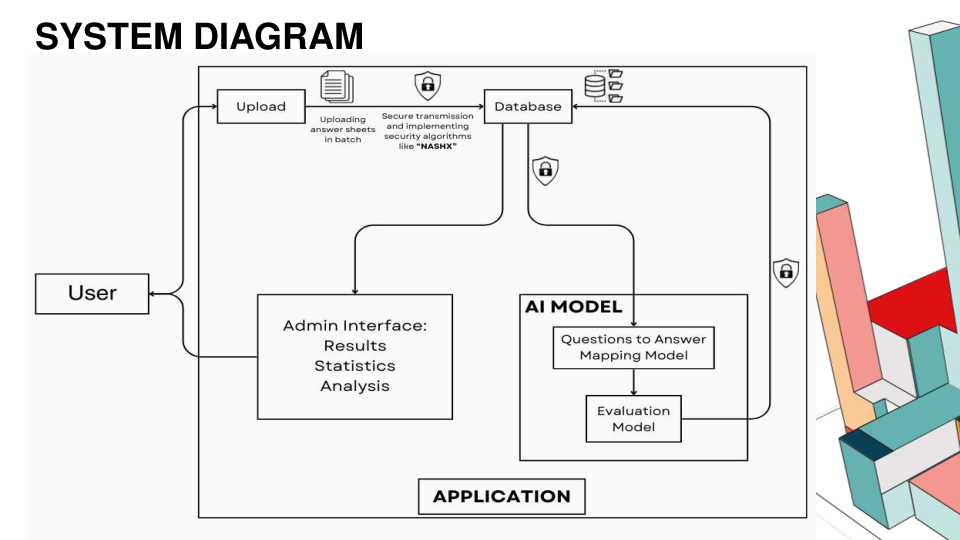 SYSTEM DIAGRAM
Upload
Uploading
answer sheets
in batch
Secure transmission
and implementing
security algorithms
like “NASHX”
Database
User
Admin Interface:
Results
Statistics
Analysis
AI MODEL
Questions to Answer
Mapping Model
Evaluation
Model
APPLICATION